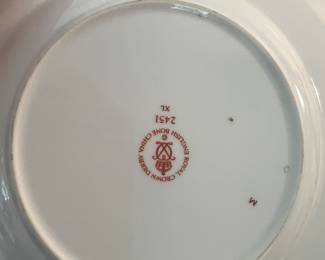 ROYAL CROWN DERBY
ENGLISH BONE CHINA
©
2451
XL
M